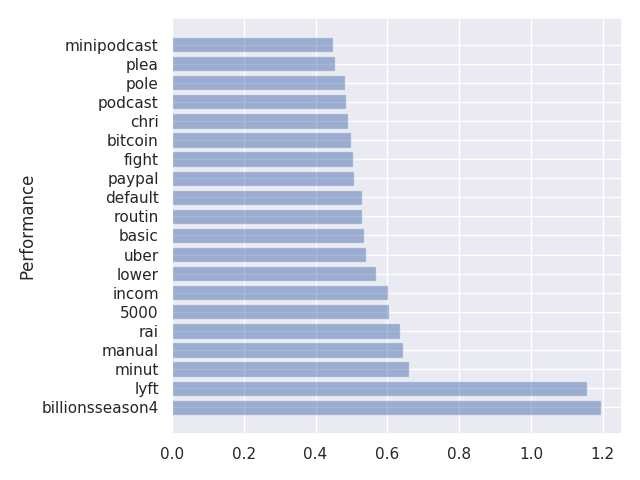 minipodcast
plea
pole
podcast
chri
bitcoin
fight
paypal
default
routin
basic
uber
lower
incom
5000
rai
manual
minut
lyft
billionsseason4
Performance
0.0 0.2 0.4 0.6 0.8 1.0 1.2